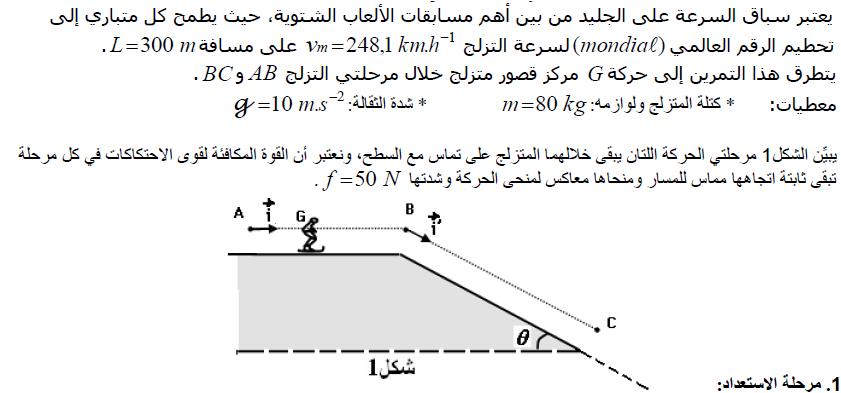 يعتبر سباق السرعة على الجليد من بين أهم مسابقات الألعاب الشتوية، حيث يطمح كل متباري إلى
تحطيم الرقم العالمي (mondial) لسرعة التزلج vm=248,1 km.h⁻¹ على مسافة L=300 m.
يتطرق هذا التمرين إلى حركة G مركز قصور متزلج خلال مرحلتي التزلج AB و BC.
معطيات: * كتلة المتزلج ولوازمه: m=80 kg * شدة الثقالة: g=10 m.s⁻²
يبيّن الشكل1 مرحلتي الحركة اللتان يبقى خلالهما المتزلج على تماس مع السطح، ونعتبر أن القوة المكافئة لقوى الاحتكاكات في كل مرحلة
تبقى ثابتة اتجاهها مماس للمسار ومنحاها معاكس لمنحى الحركة وشدتها f=50 N.
A i G B i'
C
θ
شكل1
1. مرحلة الاستعداد: